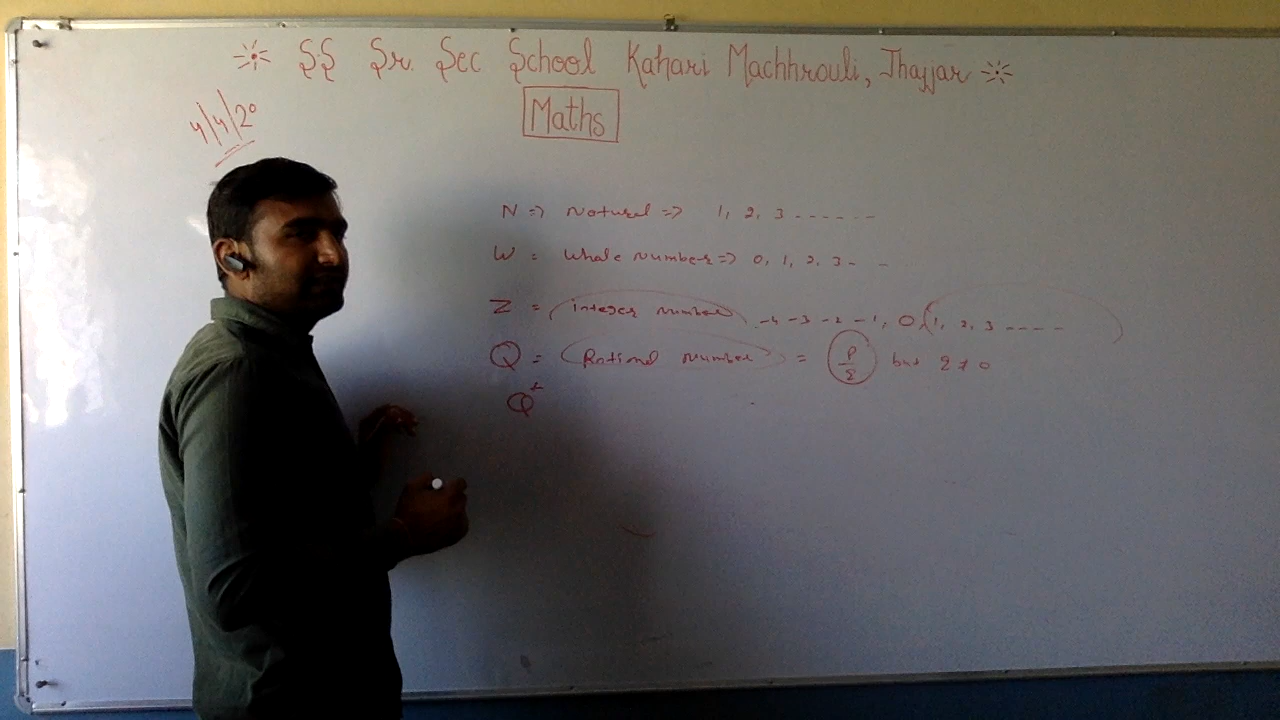 SS Sr. Sec School Kahari Machhrouli, Jhajjar
Maths
4/4/20
N => Natural => 1, 2, 3 ------
W = Whole Number => 0, 1, 2, 3 - -
Z = Integer Number -4 -3 -2 -1, 0, 1, 2, 3 ----
Q = Rational Number = p/q but q ≠ 0
Q+